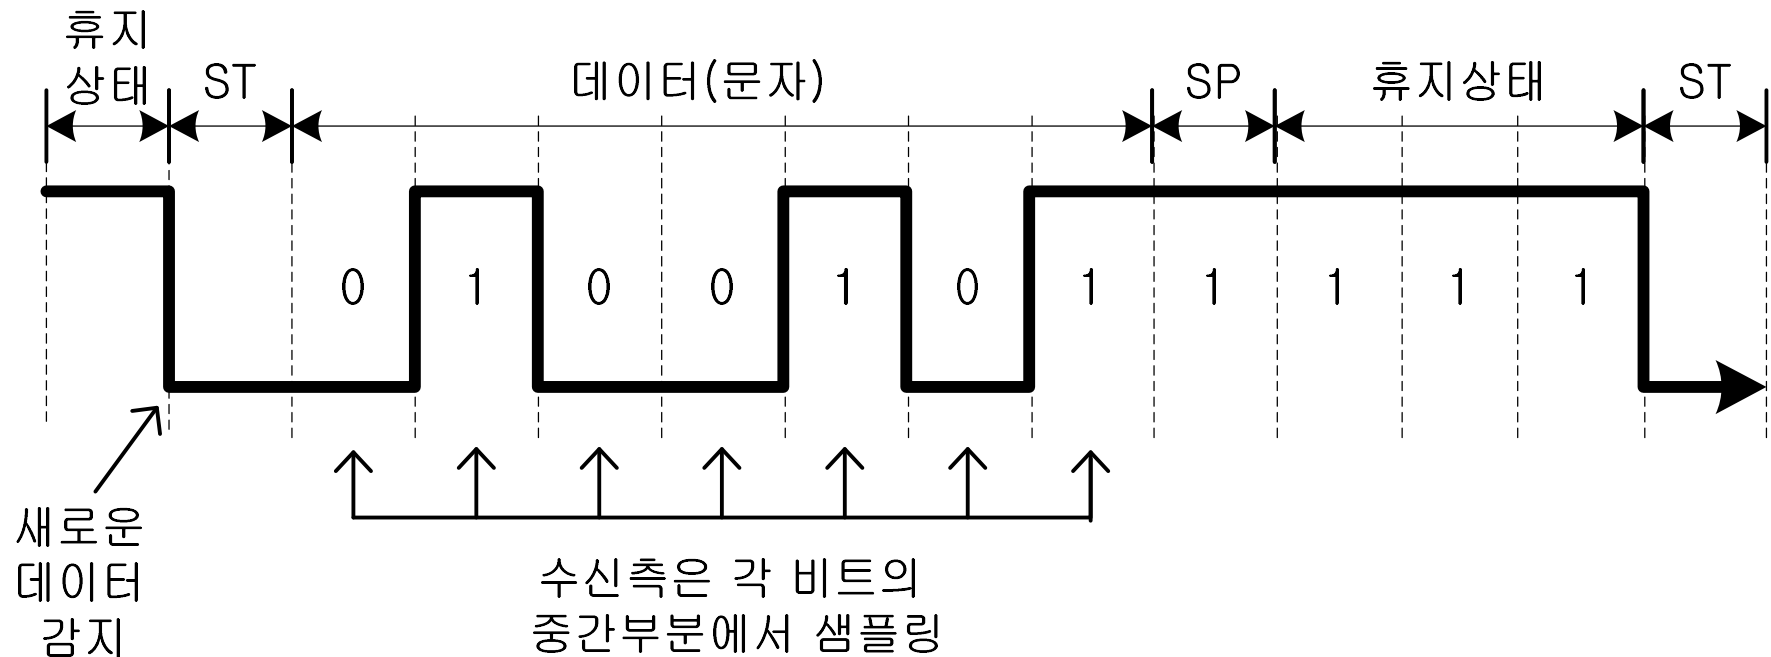 휴지
상태
ST
데이터(문자)
SP
휴지상태
ST
0 1 0 0 1 0 1 1 1 1 1
새로운
데이터
감지
수신측은 각 비트의
중간부분에서 샘플링